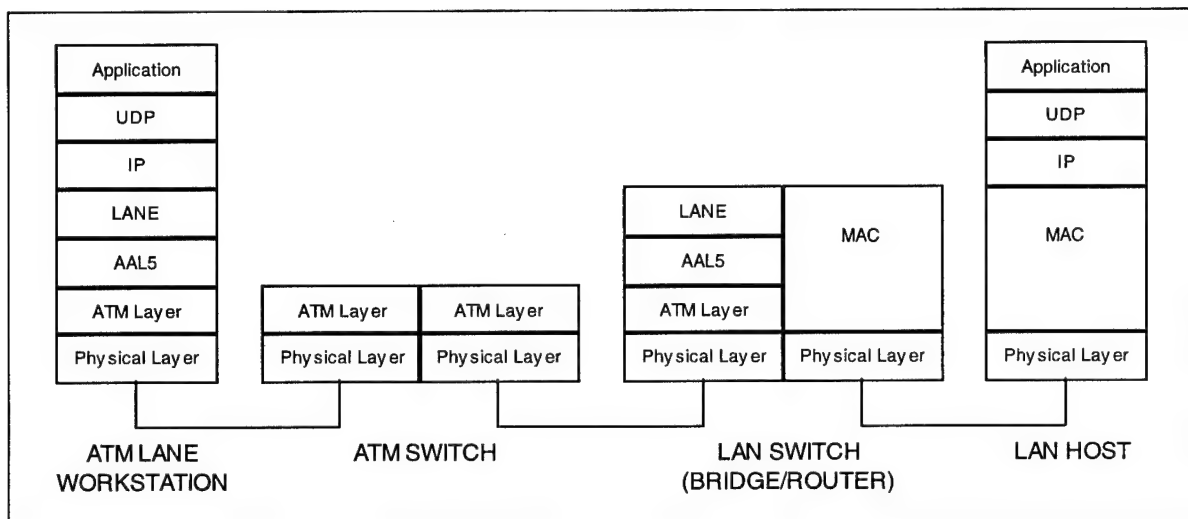 Application
UDP
IP
LANE
AAL5
ATM Layer
Physical Layer
ATM LANE
WORKSTATION
ATM Layer
ATM Layer
Physical Layer
Physical Layer
ATM SWITCH
LANE
AAL5
ATM Layer
Physical Layer
MAC
Physical Layer
LAN SWITCH
(BRIDGE/ROUTER)
Application
UDP
IP
MAC
Physical Layer
LAN HOST